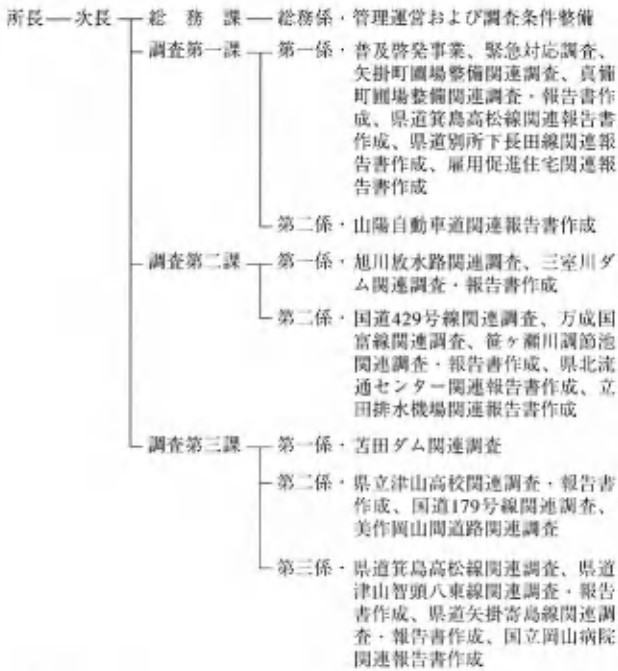 所長 次長 総務課 総務係・管理運営および調査条件整備
調査第一課 第一係・普及啓発事業、緊急対応調査、
矢掛町圃場整備関連調査、真備
町圃場整備関連調査・報告書作
成、県道箕島高松線関連報告書
作成、県道別所下長田線関連報
告書作成、雇用促進住宅関連報
告書作成
第二係・山陽自動車道関連報告書作成
調査第二課 第一係・旭川放水路関連調査、三室川ダ
ム関連調査・報告書作成
第二係・国道429号線関連調査、万成国
富線関連調査、笹ヶ瀬川調節池
関連調査・報告書作成、県北流
通センター関連報告書作成、立
田排水機場関連報告書作成
調査第三課 第一係・苫田ダム関連調査
第二係・県立津山高校関連調査・報告書
作成、国道179号線関連調査、
美作岡山間道路関連調査
第三係・県道箕島高松線関連調査、県道
津山智頭八東線関連調査・報告
書作成、県道矢掛寄島線関連調
査・報告書作成、国立岡山病院
関連報告書作成